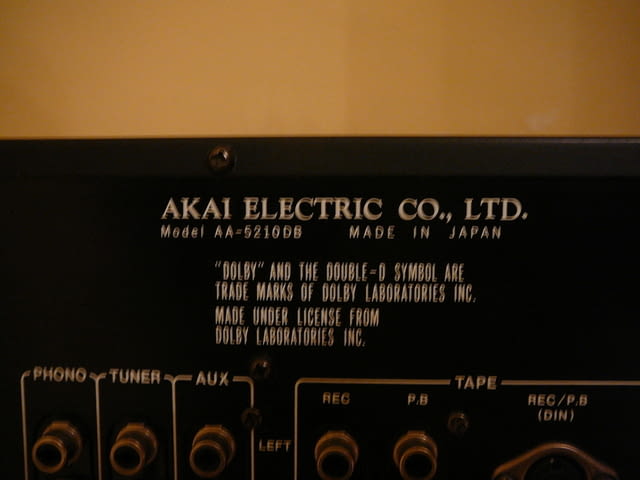 AKAI ELECTRIC CO., LTD.
Model AA-5210DB MADE IN JAPAN
"DOLBY" AND THE DOUBLE-D SYMBOL ARE
TRADE MARKS OF DOLBY LABORATORIES INC.
MADE UNDER LICENSE FROM
DOLBY LABORATORIES INC.
PHONO TUNER AUX TAPE
REC P.B REC/P.B
(DIN)
LEFT